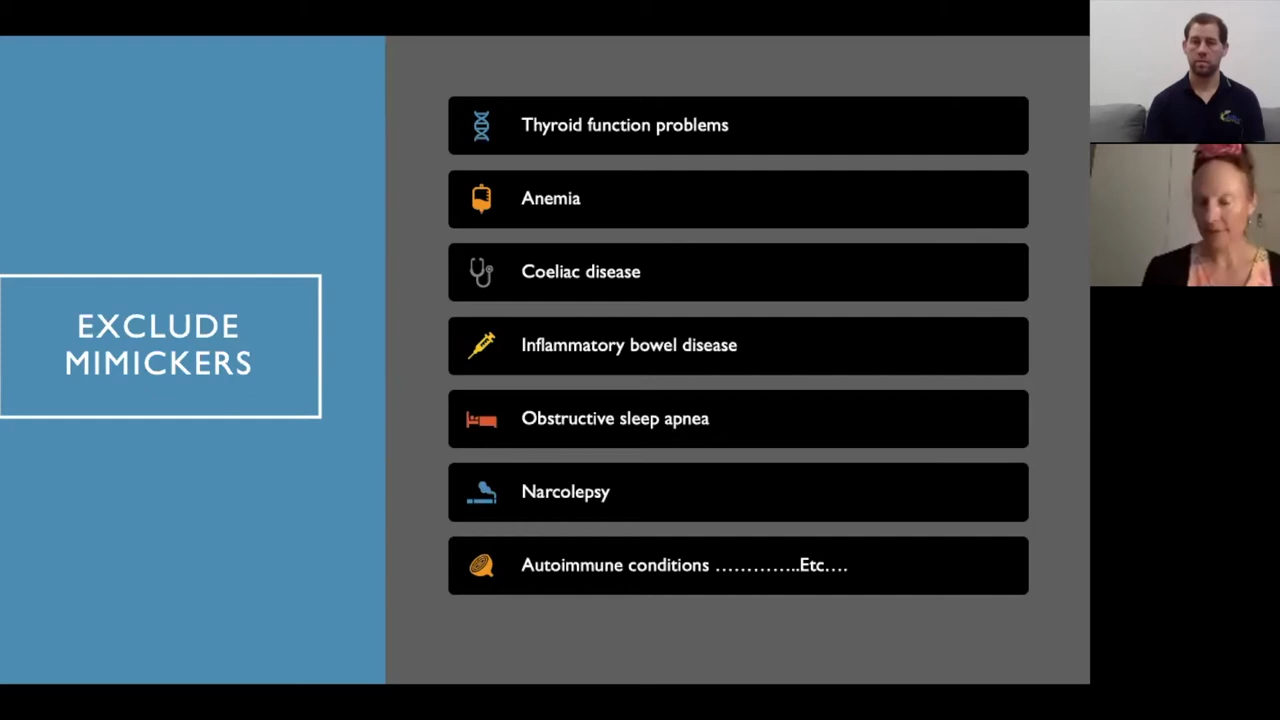 EXCLUDE
MIMICKERS
Thyroid function problems
Anemia
Coeliac disease
Inflammatory bowel disease
Obstructive sleep apnea
Narcolepsy
Autoimmune conditions …………..Etc….